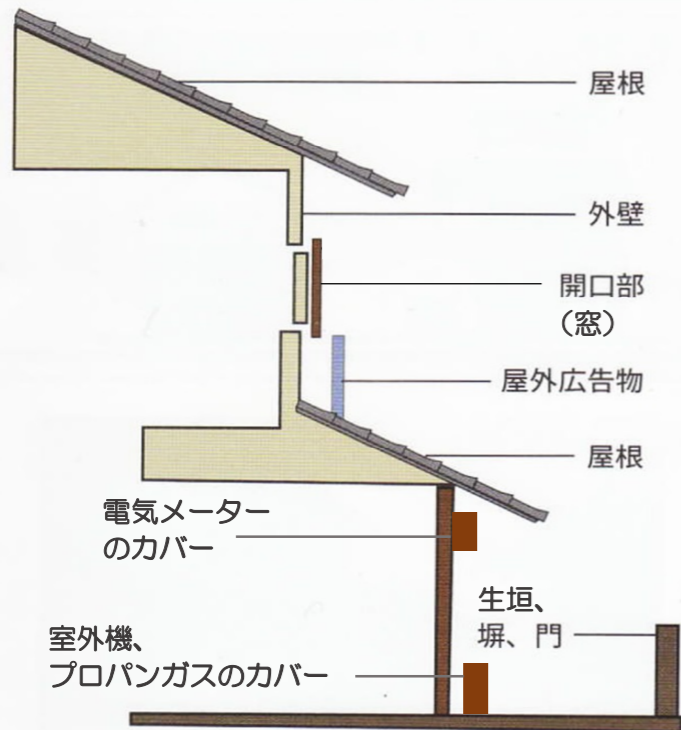 屋根
外壁
開口部
（窓）
屋外広告物
屋根
電気メーター
のカバー
生垣、
塀、門
室外機、
プロパンガスのカバー